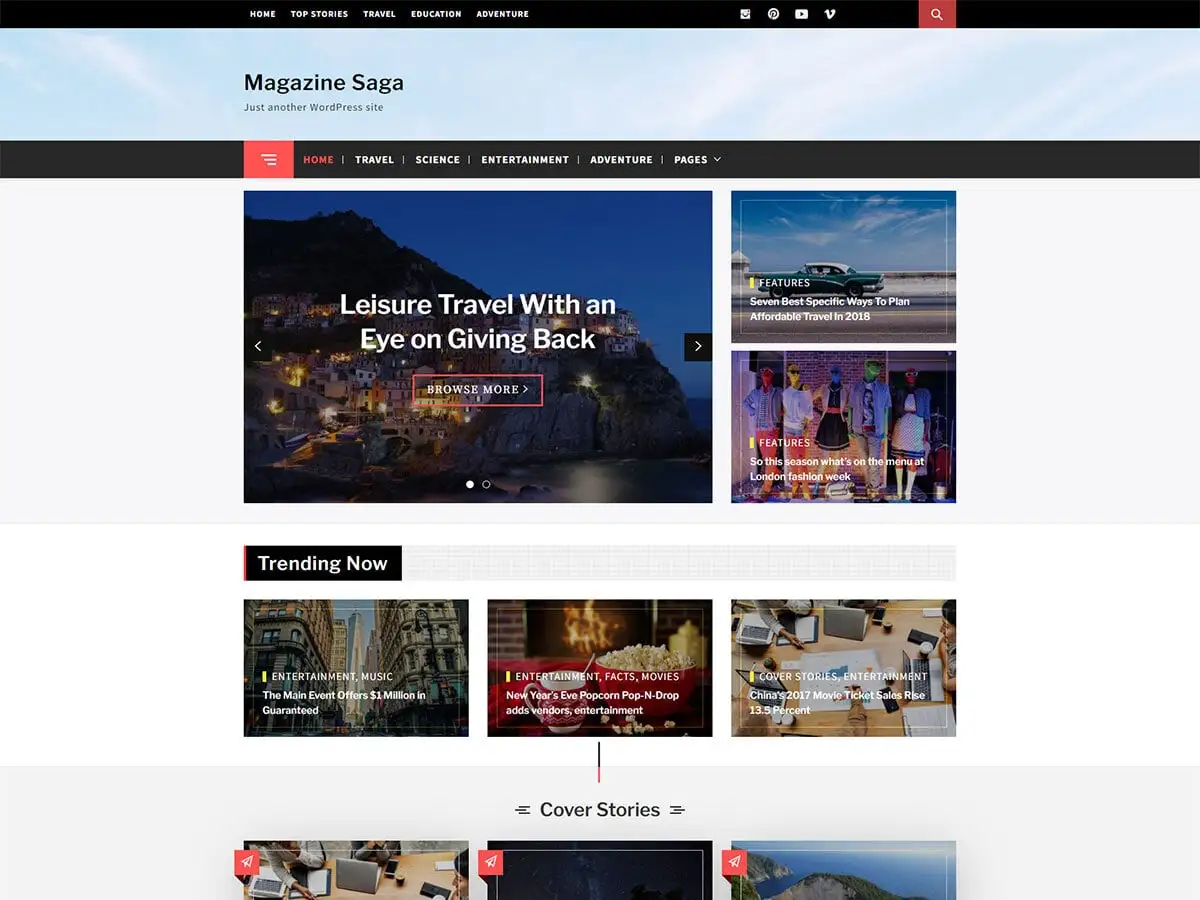 HOME TOP STORIES TRAVEL EDUCATION ADVENTURE
Magazine Saga
Just another WordPress site
HOME | TRAVEL | SCIENCE | ENTERTAINMENT | ADVENTURE | PAGES
Leisure Travel With an
Eye on Giving Back
BROWSE MORE >
FEATURES
Seven Best Specific Ways To Plan
Affordable Travel In 2018
FEATURES
So this season what's on the menu at
London fashion week
Trending Now
ENTERTAINMENT, MUSIC
The Main Event Offers $1 Million in
Guaranteed
ENTERTAINMENT, FACTS, MOVIES
New Year's Eve Popcorn Pop-N-Drop
adds vendors, entertainment
COVER STORIES, ENTERTAINMENT
China's 2017 Movie Ticket Sales Rise
13.5 Percent
Cover Stories